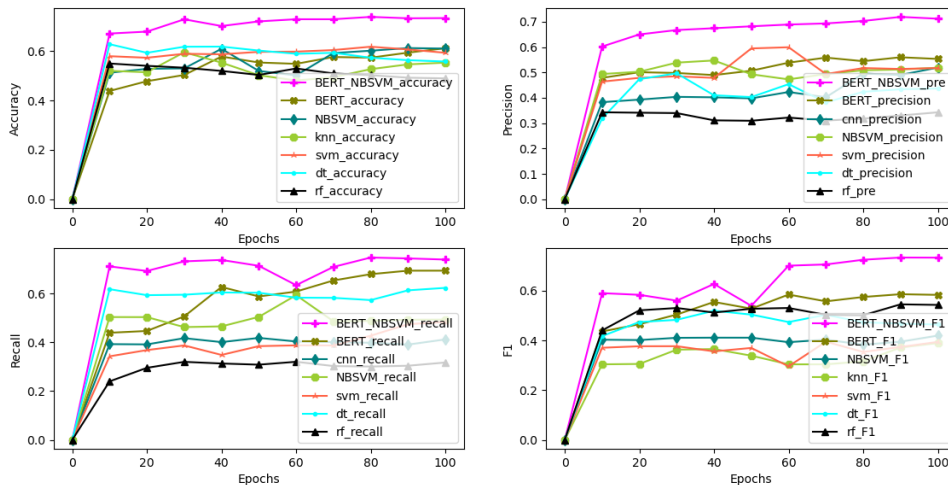 Accuracy
0.6
0.4
0.2
0.0
0
20
40
60
80
100
Epochs
BERT_NBSVM_accuracy
BERT_accuracy
NBSVM_accuracy
knn_accuracy
svm_accuracy
dt_accuracy
rf_accuracy
Precision
0.7
0.6
0.5
0.4
0.3
0.2
0.1
0.0
0
20
40
60
80
100
Epochs
BERT_NBSVM_pre
BERT_precision
cnn_precision
NBSVM_precision
svm_precision
dt_precision
rf_pre
Recall
0.6
0.4
0.2
0.0
0
20
40
60
80
100
Epochs
BERT_NBSVM_recall
BERT_recall
cnn_recall
NBSVM_recall
svm_recall
dt_recall
rf_recall
F1
0.6
0.4
0.2
0.0
0
20
40
60
80
100
Epochs
BERT_NBSVM_F1
BERT_F1
NBSVM_F1
knn_F1
svm_F1
dt_F1
rf_F1